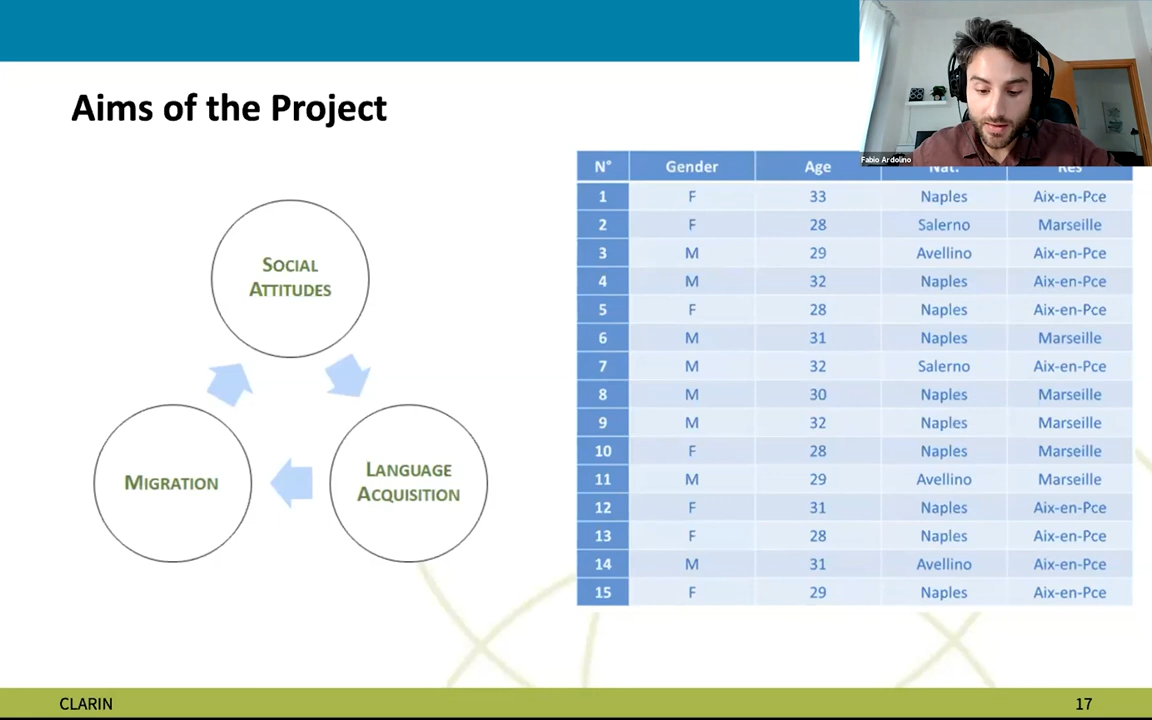 Fabio Ardolino
Aims of the Project
SOCIAL
ATTITUDES
MIGRATION
LANGUAGE
ACQUISITION
N° Gender Age Nat. Res
1 F 33 Naples Aix-en-Pce
2 F 28 Salerno Marseille
3 M 29 Avellino Aix-en-Pce
4 M 32 Naples Aix-en-Pce
5 F 28 Naples Aix-en-Pce
6 M 31 Naples Marseille
7 M 32 Salerno Aix-en-Pce
8 M 30 Naples Marseille
9 M 32 Naples Marseille
10 F 28 Naples Marseille
11 M 29 Avellino Marseille
12 F 31 Naples Aix-en-Pce
13 F 28 Naples Aix-en-Pce
14 M 31 Avellino Aix-en-Pce
15 F 29 Naples Aix-en-Pce
CLARIN
17